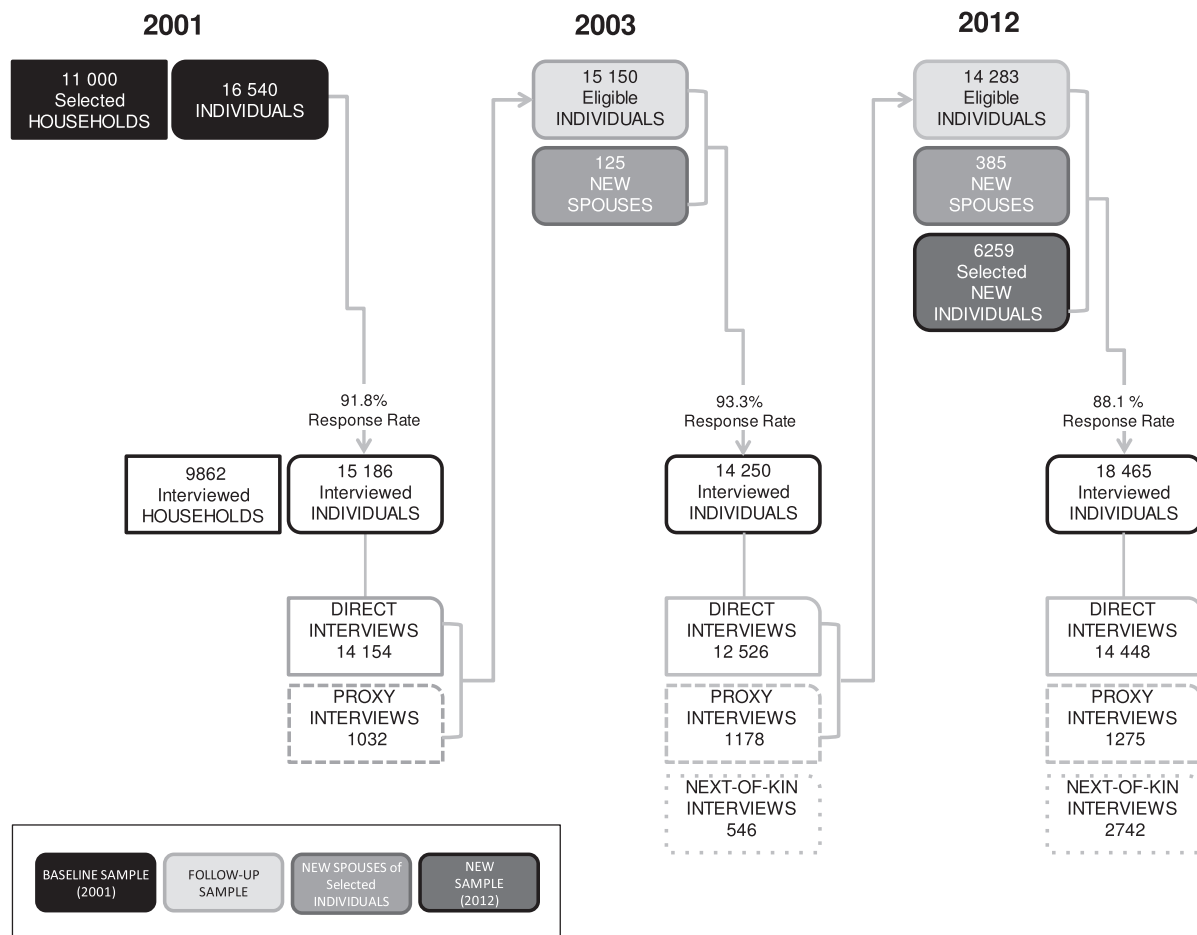 2001
11 000
Selected
HOUSEHOLDS
16 540
INDIVIDUALS
91.8%
Response Rate
9862
Interviewed
HOUSEHOLDS
15 186
Interviewed
INDIVIDUALS
DIRECT
INTERVIEWS
14 154
PROXY
INTERVIEWS
1032
2003
15 150
Eligible
INDIVIDUALS
125
NEW
SPOUSES
93.3%
Response Rate
14 250
Interviewed
INDIVIDUALS
DIRECT
INTERVIEWS
12 526
PROXY
INTERVIEWS
1178
NEXT-OF-KIN
INTERVIEWS
546
2012
14 283
Eligible
INDIVIDUALS
385
NEW
SPOUSES
6259
Selected
NEW
INDIVIDUALS
88.1 %
Response Rate
18 465
Interviewed
INDIVIDUALS
DIRECT
INTERVIEWS
14 448
PROXY
INTERVIEWS
1275
NEXT-OF-KIN
INTERVIEWS
2742
BASELINE SAMPLE
(2001)
FOLLOW-UP
SAMPLE
NEW SPOUSES of
Selected
INDIVIDUALS
NEW
SAMPLE
(2012)